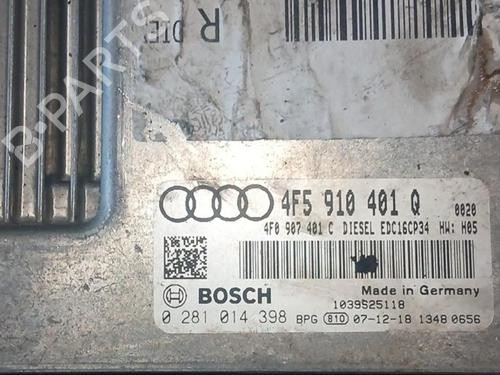 R DIE
4F5 910 401 Q 0020
4F0 907 401 C DIESEL EDC16CP34 HW: H05
Made in Germany
BOSCH
1039S25118
0 281 014 398 BPG 810 07-12-18 1348 0656
B-PARTS